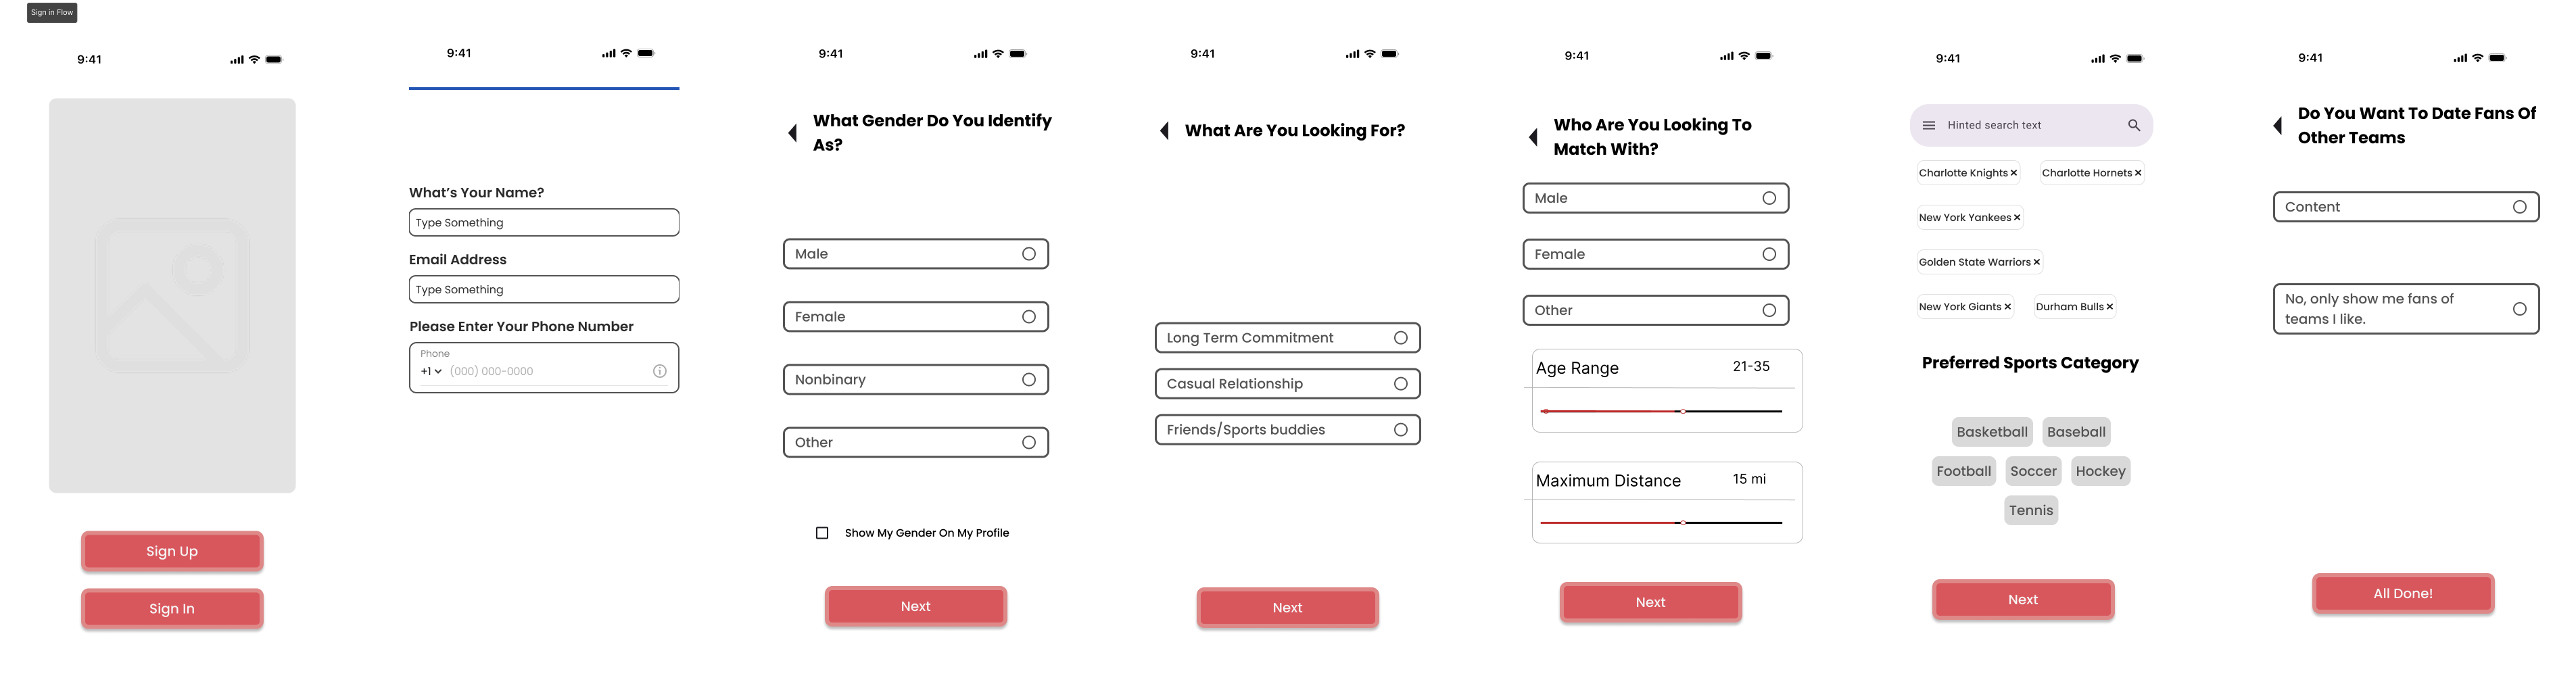 Sign in Flow
9:41
Sign Up
Sign In
9:41
What's Your Name?
Type Something
Email Address
Type Something
Please Enter Your Phone Number
Phone
+1 (000) 000-0000
9:41
What Gender Do You Identify
As?
Male
Female
Nonbinary
Other
Show My Gender On My Profile
Next
9:41
What Are You Looking For?
Long Term Commitment
Casual Relationship
Friends/Sports buddies
Next
9:41
Who Are You Looking To
Match With?
Male
Female
Other
Age Range 21-35
Maximum Distance 15 mi
Next
9:41
Hinted search text
Charlotte Knights × Charlotte Hornets ×
New York Yankees ×
Golden State Warriors ×
New York Giants × Durham Bulls ×
Preferred Sports Category
Basketball Baseball
Football Soccer Hockey
Tennis
Next
9:41
Do You Want To Date Fans Of
Other Teams
Content
No, only show me fans of
teams I like.
All Done!